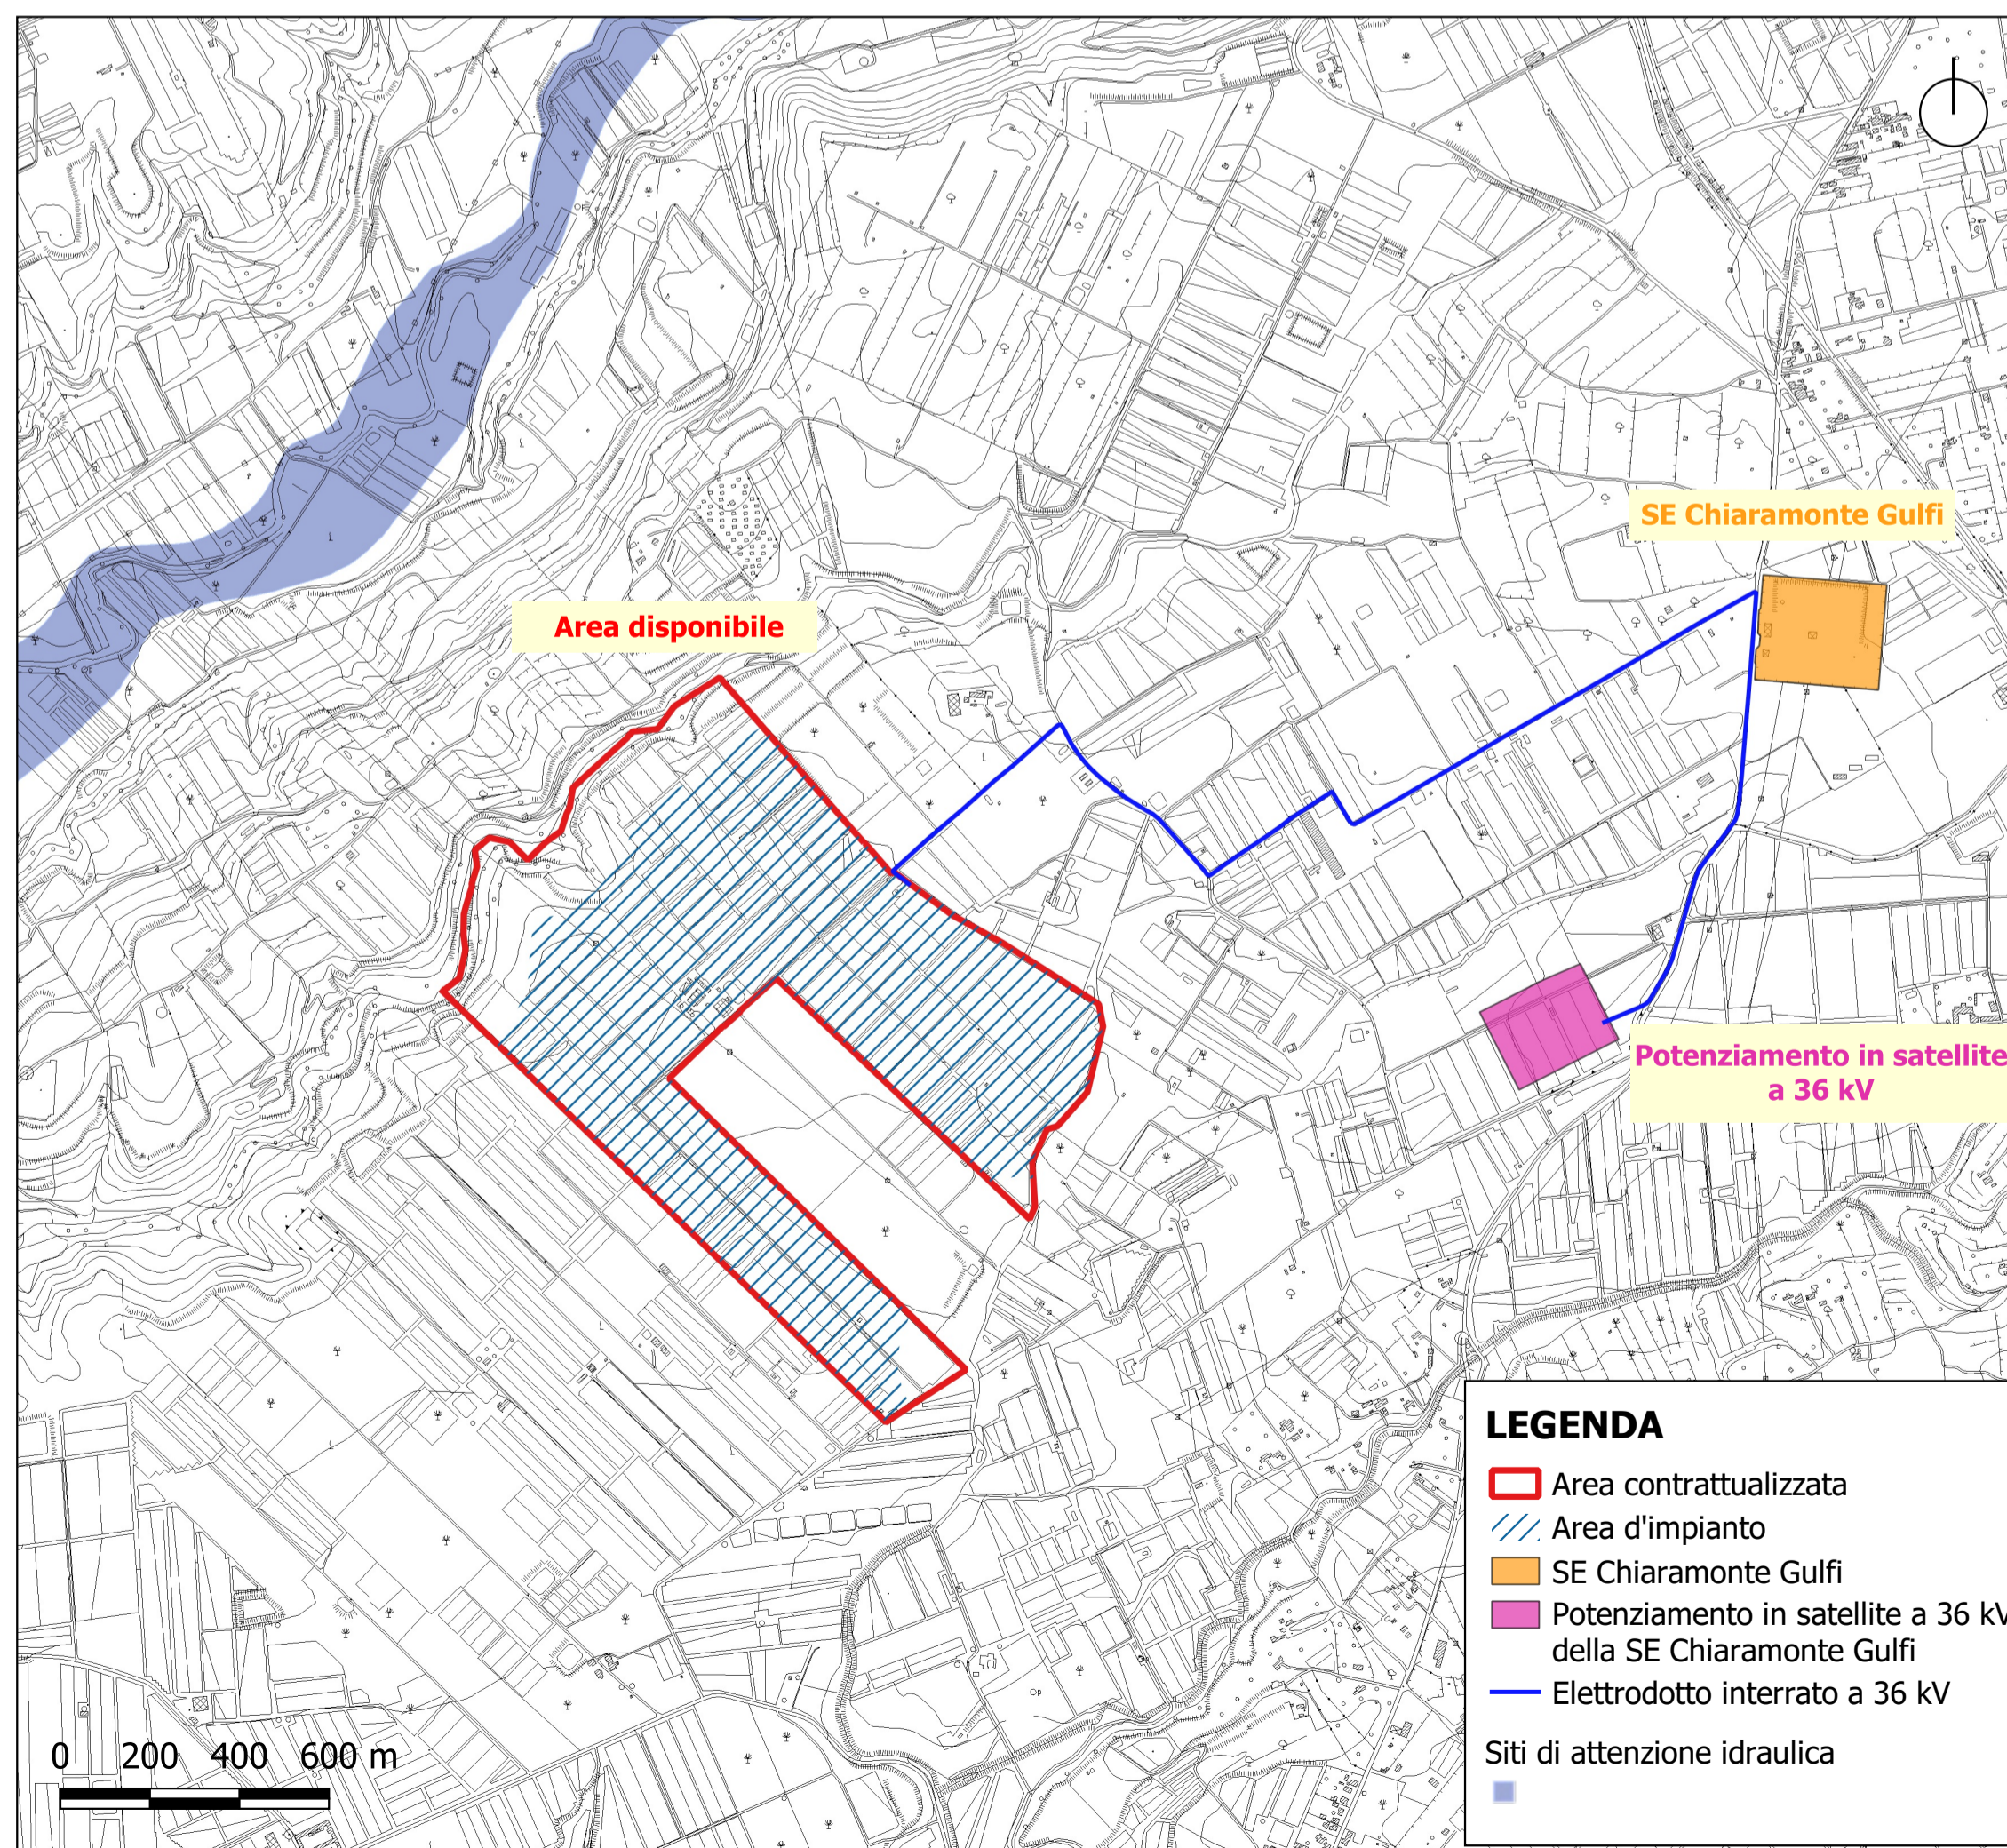 SE Chiaramonte Gulfi
Area disponibile
Potenziamento in satellite
a 36 kV
LEGENDA
Area contrattualizzata
Area d'impianto
SE Chiaramonte Gulfi
Potenziamento in satellite a 36 kV
della SE Chiaramonte Gulfi
Elettrodotto interrato a 36 kV
Siti di attenzione idraulica
0 200 400 600 m